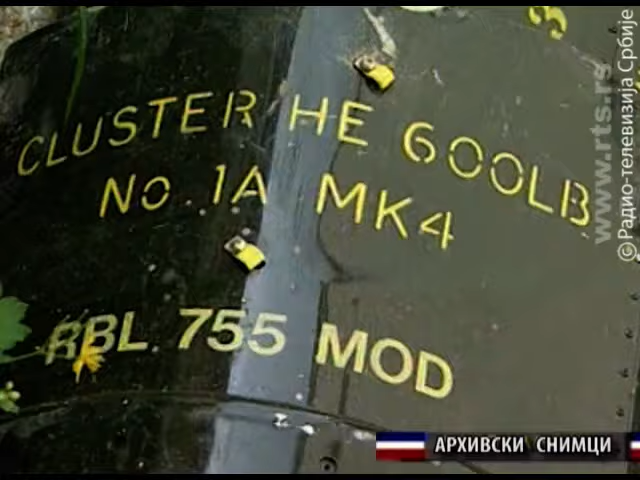 CLUSTER HE 600LB
NO. 1A MK4
RBL 755 MOD
АРХИВСКИ СНИМЦИ
www.rts.rs
© Радио-телевизија Србије